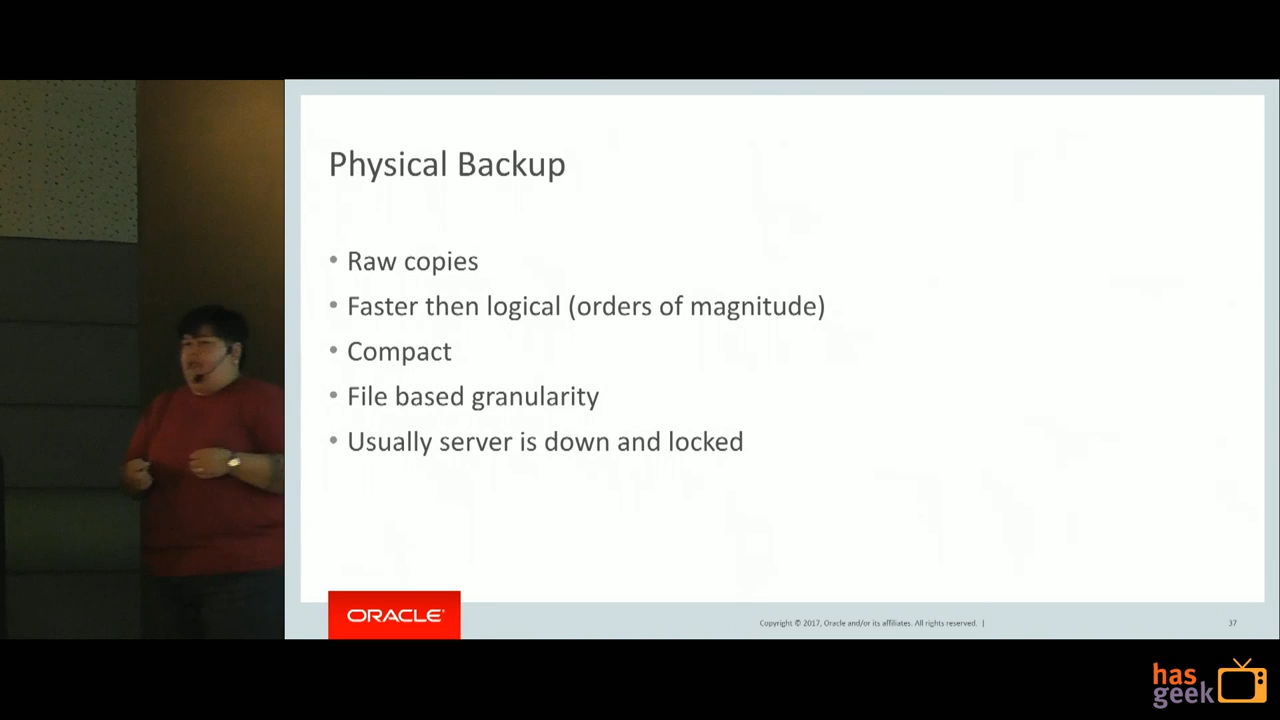 Physical Backup
• Raw copies
• Faster then logical (orders of magnitude)
• Compact
• File based granularity
• Usually server is down and locked
ORACLE®
Copyright © 2017, Oracle and/or its affiliates. All rights reserved. |
37
has
geek